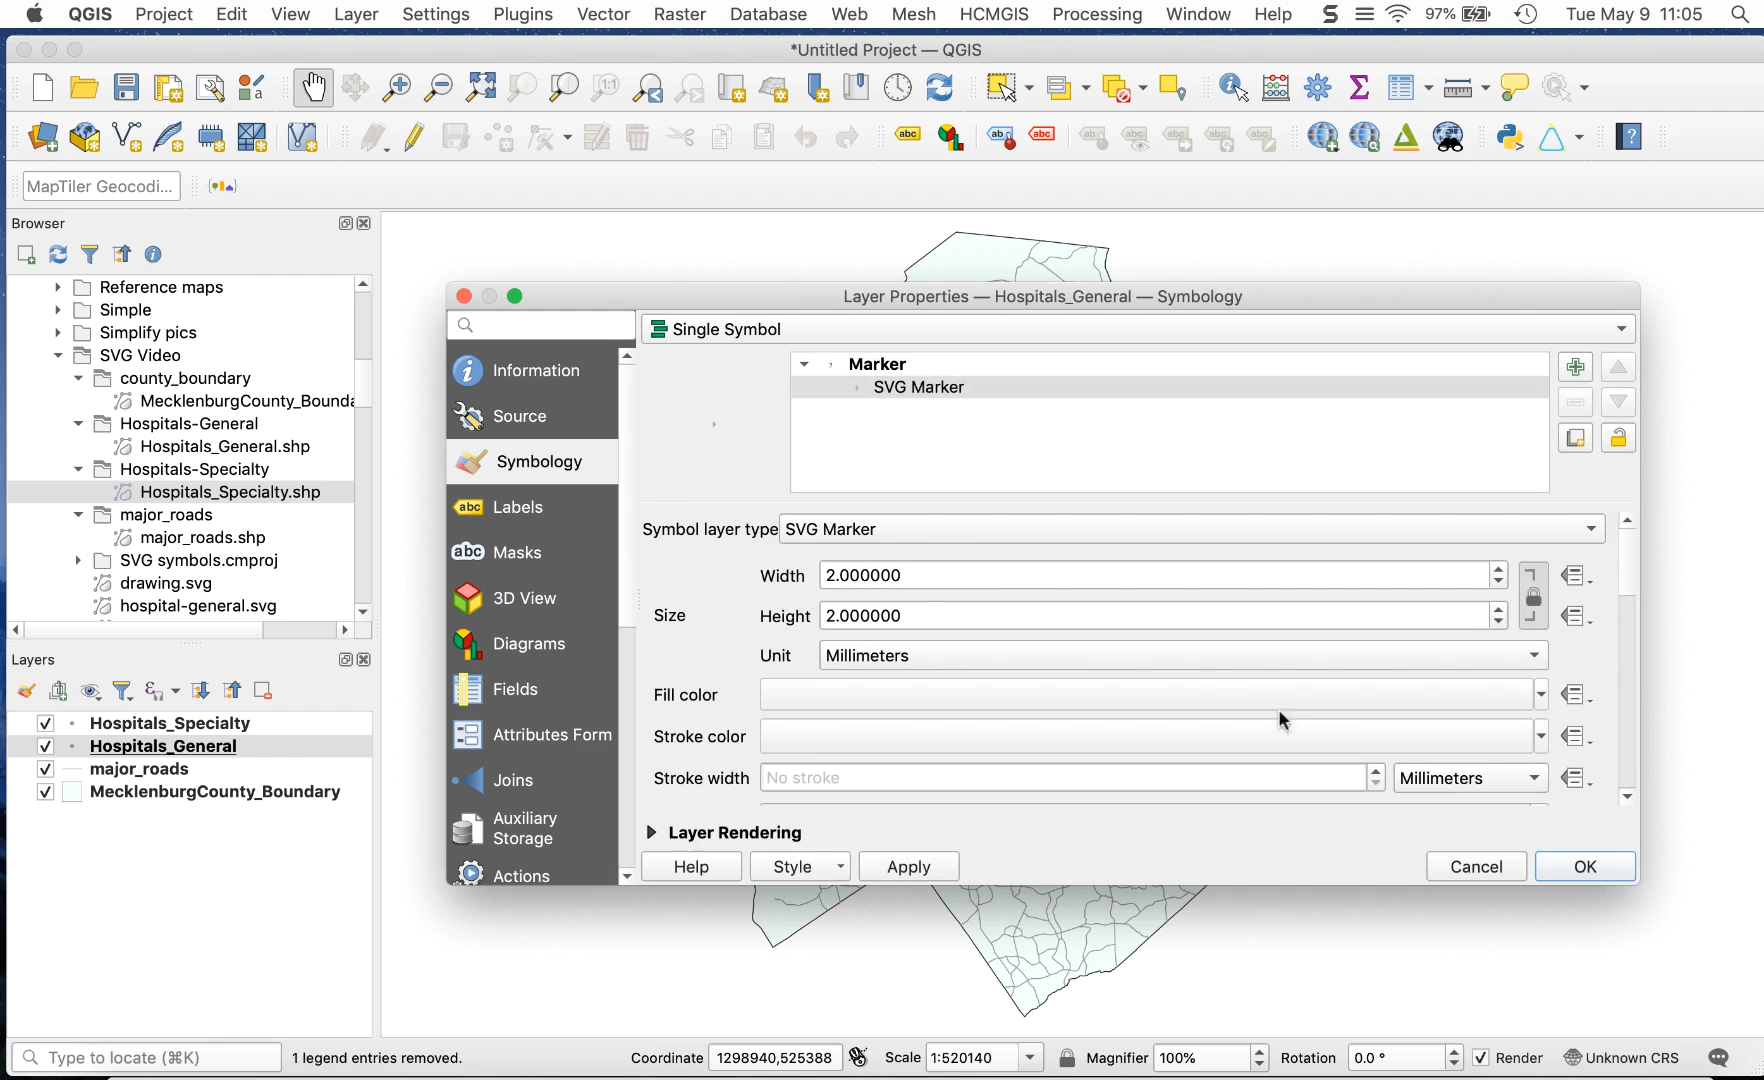 QGIS Project Edit View Layer Settings Plugins Vector Raster Database Web Mesh HCMGIS Processing Window Help 97% Tue May 9 11:05
*Untitled Project — QGIS
MapTiler Geocodi...
Browser
Reference maps
Simple
Simplify pics
SVG Video
county_boundary
MecklenburgCounty_Bounda
Hospitals-General
Hospitals_General.shp
Hospitals-Specialty
Hospitals_Specialty.shp
major_roads
major_roads.shp
SVG symbols.cmproj
drawing.svg
hospital-general.svg
Layers
Hospitals_Specialty
Hospitals_General
major_roads
MecklenburgCounty_Boundary
Layer Properties — Hospitals_General — Symbology
Information
Source
Symbology
abc Labels
abc Masks
3D View
Diagrams
Fields
Attributes Form
Joins
Auxiliary
Storage
Actions
Single Symbol
Marker
SVG Marker
Symbol layer type SVG Marker
Width 2.000000
Size
Height 2.000000
Unit Millimeters
Fill color
Stroke color
Stroke width No stroke Millimeters
Layer Rendering
Help Style Apply Cancel OK
Type to locate (⌘K) 1 legend entries removed. Coordinate 1298940,525388 Scale 1:520140 Magnifier 100% Rotation 0.0 ° Render Unknown CRS